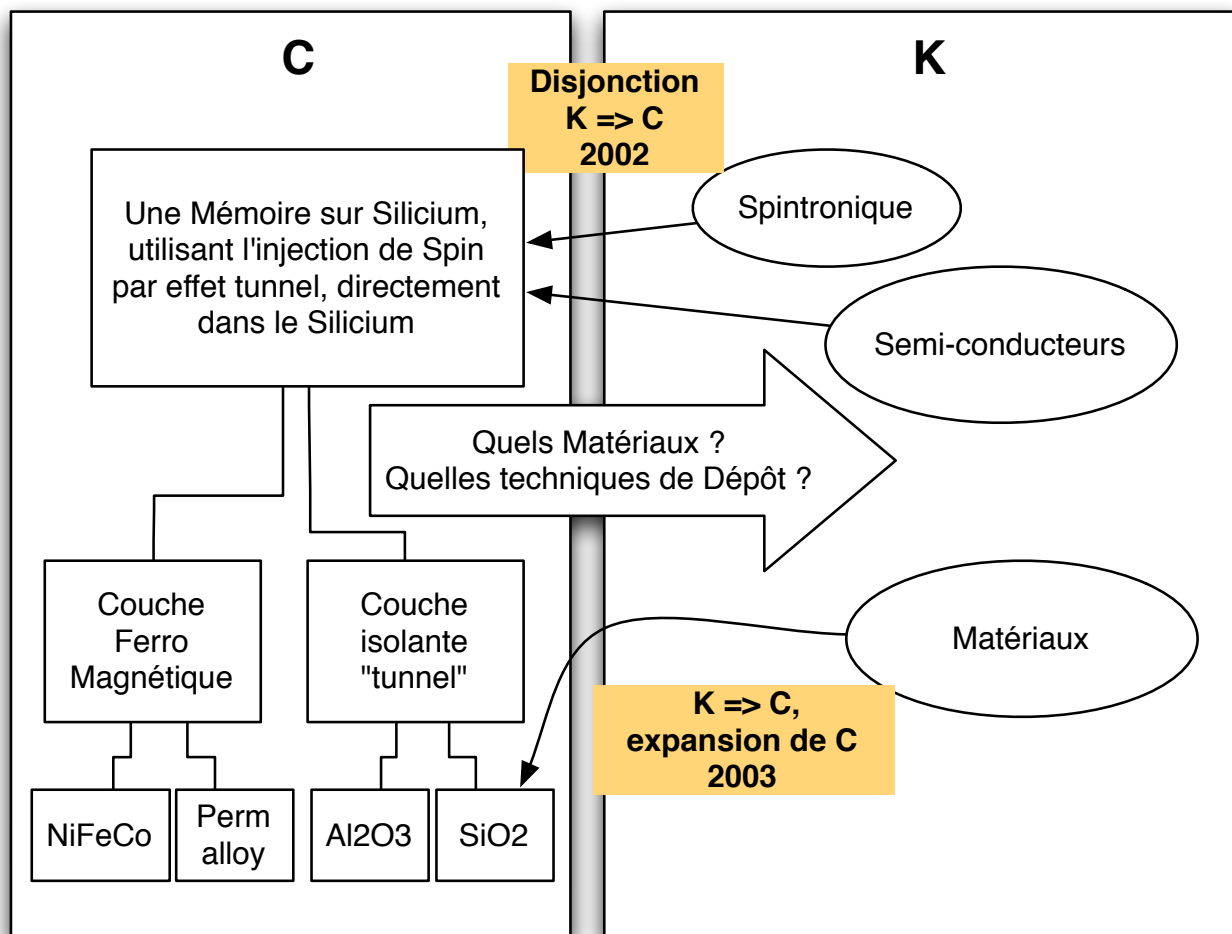 C
K
Disjonction
K => C
2002
Une Mémoire sur Silicium,
utilisant l'injection de Spin
par effet tunnel, directement
dans le Silicium
Spintronique
Semi-conducteurs
Quels Matériaux ?
Quelles techniques de Dépôt ?
Couche
Ferro
Magnétique
Couche
isolante
"tunnel"
Matériaux
K => C,
expansion de C
2003
NiFeCo
Perm
alloy
Al2O3
SiO2